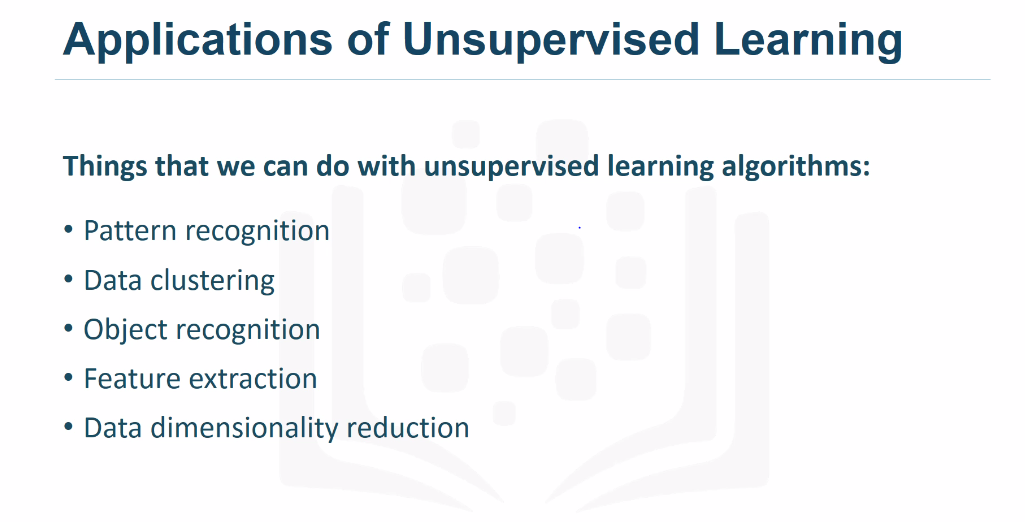 Applications of Unsupervised Learning
Things that we can do with unsupervised learning algorithms:
• Pattern recognition
• Data clustering
• Object recognition
• Feature extraction
• Data dimensionality reduction